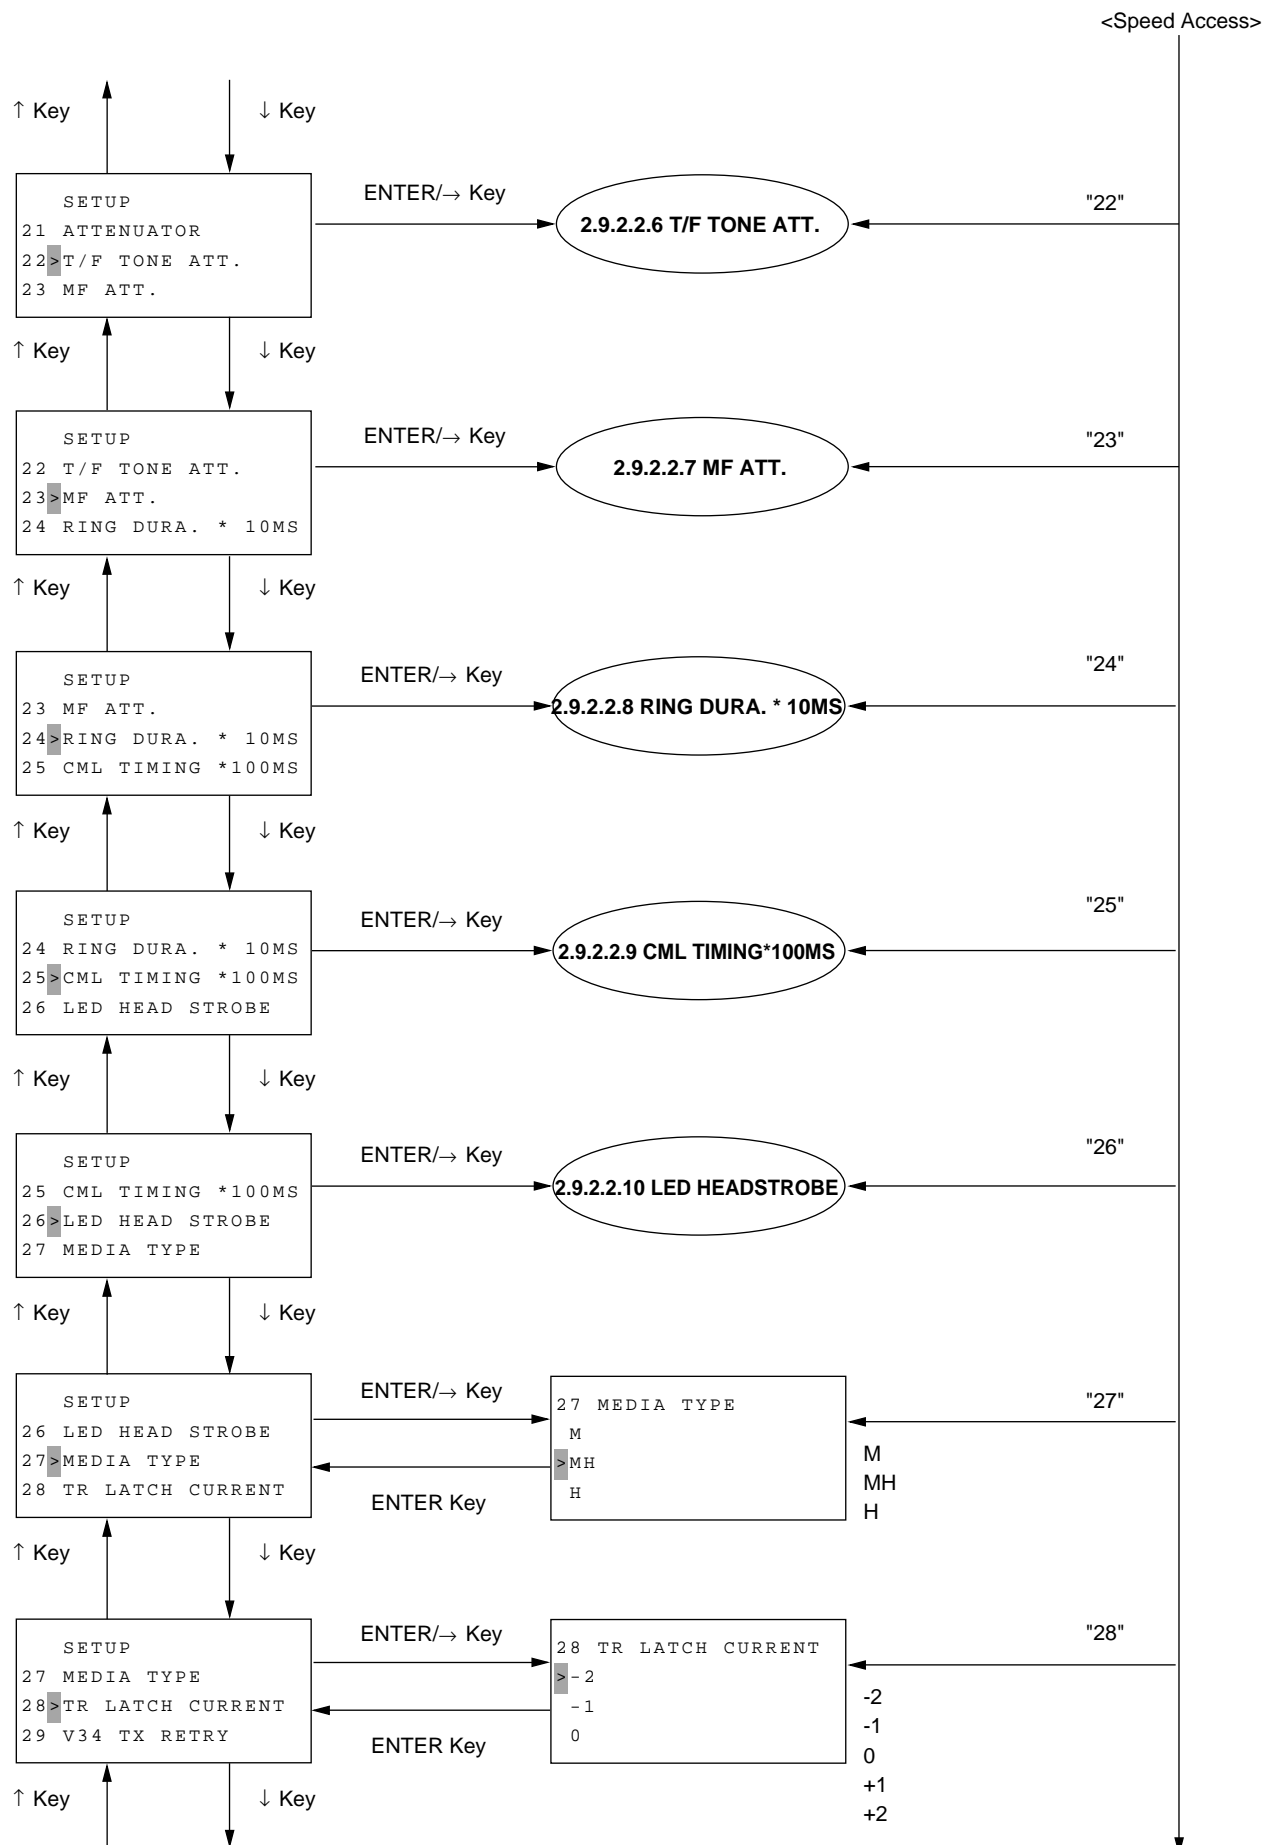 <Speed Access>
↑ Key
↓ Key
SETUP
21 ATTENUATOR
22>T/F TONE ATT.
23 MF ATT.
ENTER/→ Key
2.9.2.2.6 T/F TONE ATT.
"22"
↑ Key
↓ Key
SETUP
22 T/F TONE ATT.
23>MF ATT.
24 RING DURA. * 10MS
ENTER/→ Key
2.9.2.2.7 MF ATT.
"23"
↑ Key
↓ Key
SETUP
23 MF ATT.
24>RING DURA. * 10MS
25 CML TIMING *100MS
ENTER/→ Key
2.9.2.2.8 RING DURA. * 10MS
"24"
↑ Key
↓ Key
SETUP
24 RING DURA. * 10MS
25>CML TIMING *100MS
26 LED HEAD STROBE
ENTER/→ Key
2.9.2.2.9 CML TIMING*100MS
"25"
↑ Key
↓ Key
SETUP
25 CML TIMING *100MS
26>LED HEAD STROBE
27 MEDIA TYPE
ENTER/→ Key
2.9.2.2.10 LED HEADSTROBE
"26"
↑ Key
↓ Key
SETUP
26 LED HEAD STROBE
27>MEDIA TYPE
28 TR LATCH CURRENT
ENTER/→ Key
ENTER Key
27 MEDIA TYPE
M
>MH
H
"27"
M
MH
H
↑ Key
↓ Key
SETUP
27 MEDIA TYPE
28>TR LATCH CURRENT
29 V34 TX RETRY
ENTER/→ Key
ENTER Key
28 TR LATCH CURRENT
>-2
-1
0
"28"
-2
-1
0
+1
+2
↑ Key
↓ Key